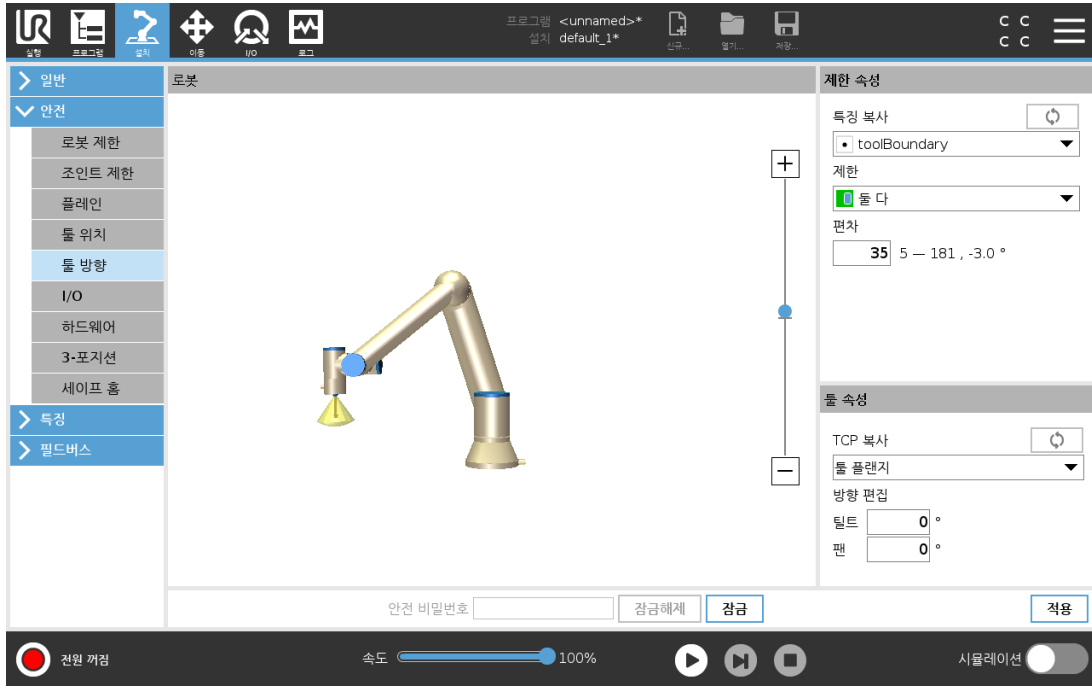 UR
프로그램 <unnamed>*
설치 default_1*
C C
C C
실행 프로그램 설치 이동 I/O 로그 신규... 열기... 저장...
일반
안전
로봇 제한
조인트 제한
플레인
툴 위치
툴 방향
I/O
하드웨어
3-포지션
세이프 홈
특징
필드버스
로봇
제한 속성
특징 복사
toolBoundary
제한
둘 다
편차
35 5 — 181 , -3.0 °
툴 속성
TCP 복사
툴 플랜지
방향 편집
틸트 0 °
팬 0 °
안전 비밀번호 잠금해제 잠금 적용
전원 꺼짐 속도 100% 시뮬레이션